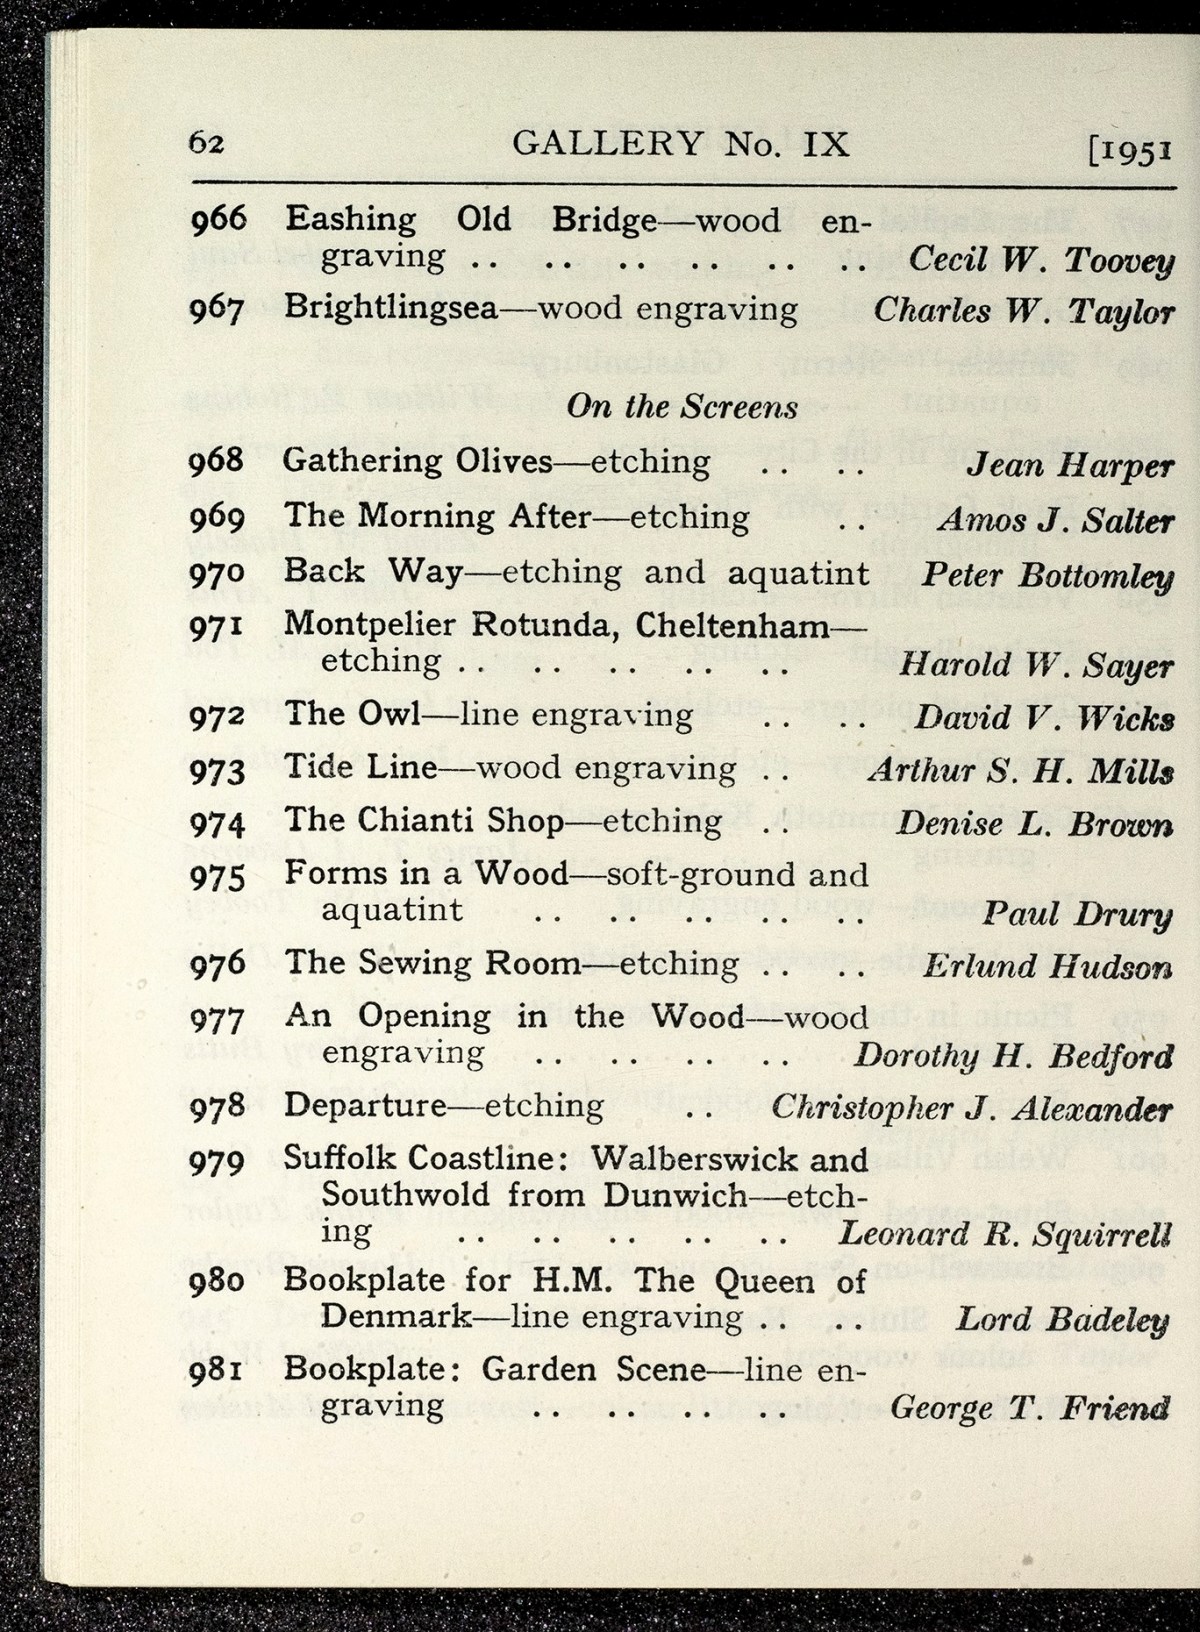 62 GALLERY No. IX [1951
966 Eashing Old Bridge—wood en-
graving .. .. .. .. .. .. Cecil W. Toovey
967 Brightlingsea—wood engraving Charles W. Taylor
On the Screens
968 Gathering Olives—etching .. .. Jean Harper
969 The Morning After—etching .. Amos J. Salter
970 Back Way—etching and aquatint Peter Bottomley
971 Montpelier Rotunda, Cheltenham—
etching .. .. .. .. .. Harold W. Sayer
972 The Owl—line engraving .. .. David V. Wicks
973 Tide Line—wood engraving .. Arthur S. H. Mills
974 The Chianti Shop—etching .. Denise L. Brown
975 Forms in a Wood—soft-ground and
aquatint .. .. .. .. .. Paul Drury
976 The Sewing Room—etching .. .. Erlund Hudson
977 An Opening in the Wood—wood
engraving .. .. .. .. Dorothy H. Bedford
978 Departure—etching .. Christopher J. Alexander
979 Suffolk Coastline: Walberswick and
Southwold from Dunwich—etch-
ing .. .. .. .. .. Leonard R. Squirrell
980 Bookplate for H.M. The Queen of
Denmark—line engraving .. .. Lord Badeley
981 Bookplate: Garden Scene—line en-
graving .. .. .. .. George T. Friend